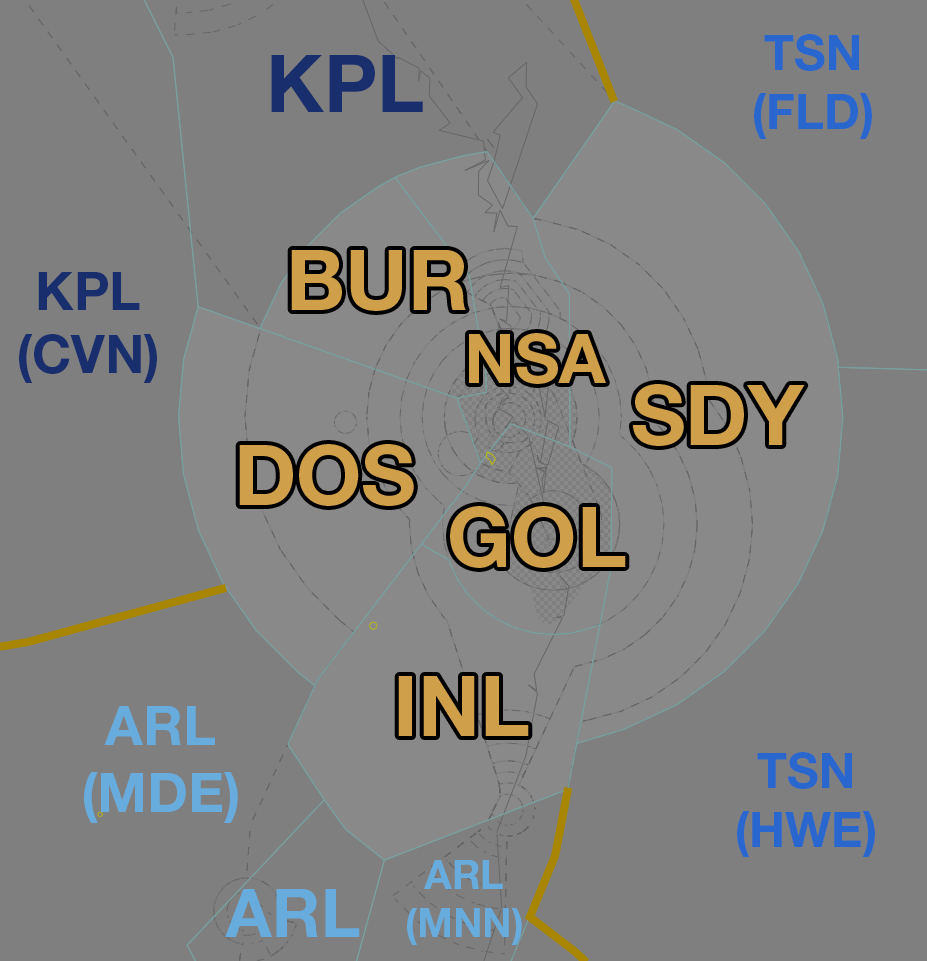 KPL
TSN
(FLD)
BUR
KPL
(CVN)
NSA
SDY
DOS
GOL
INL
ARL
(MDE)
TSN
(HWE)
ARL
ARL
(MNN)